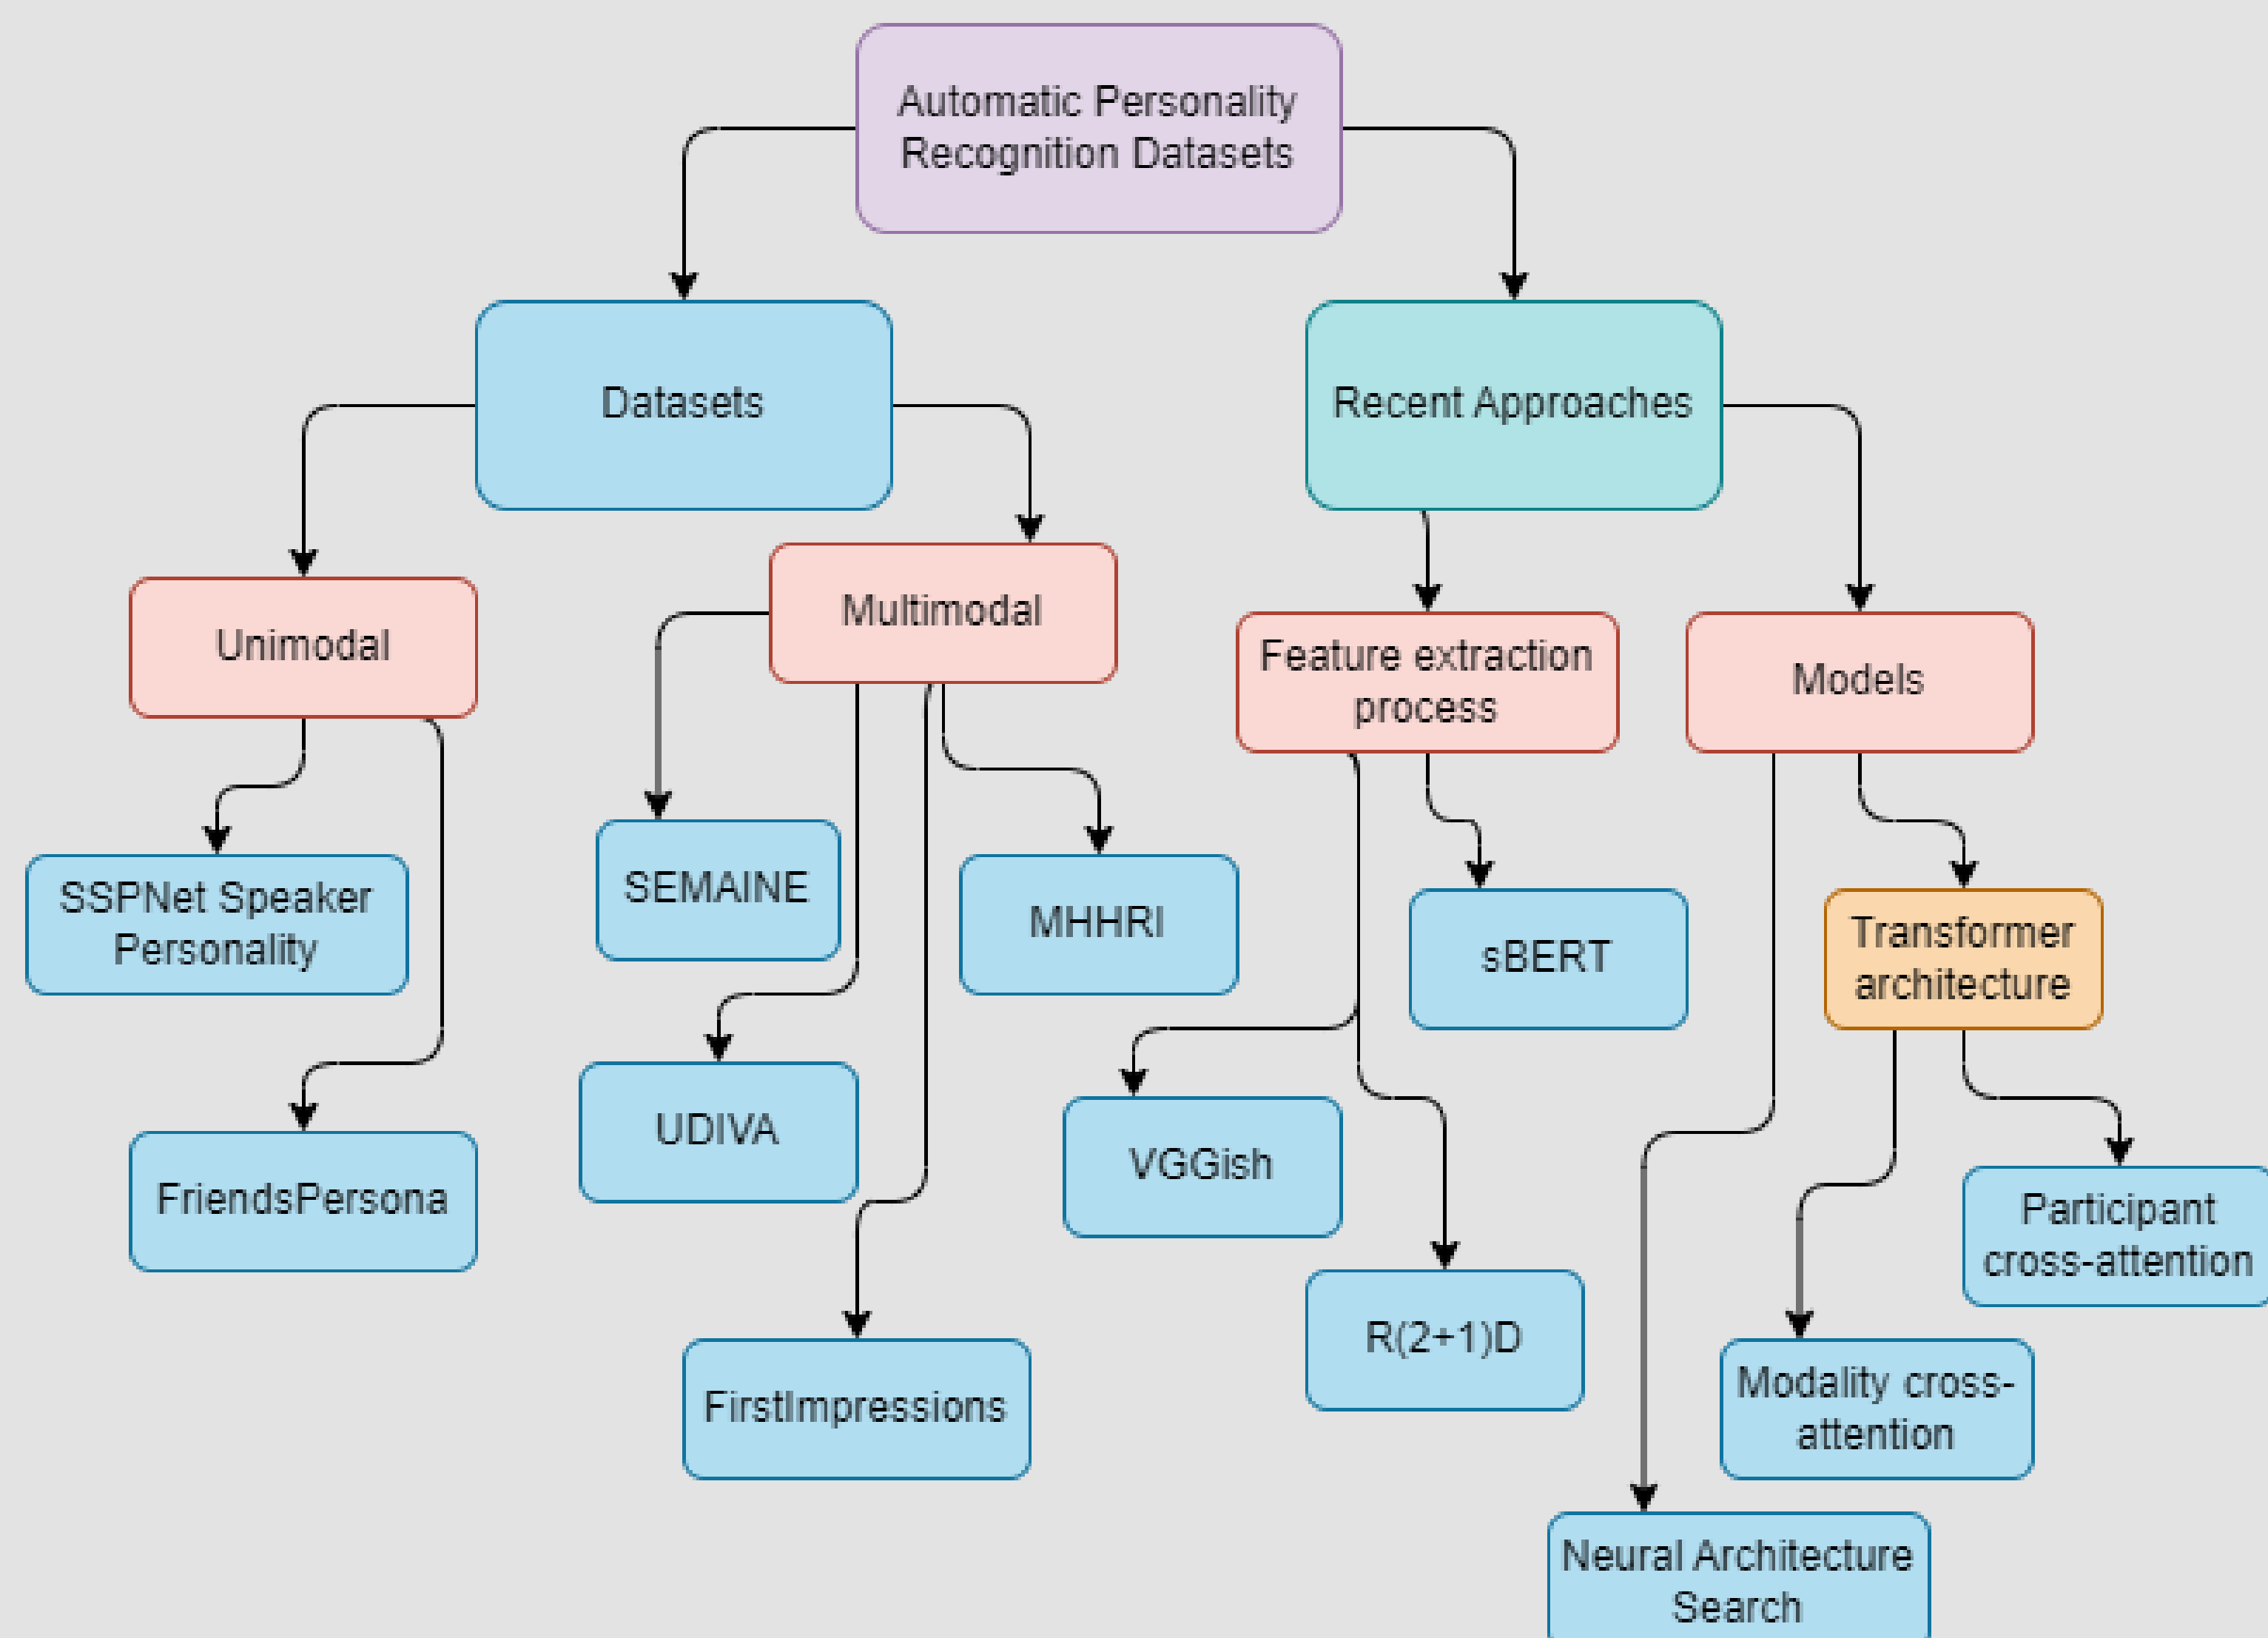 Automatic Personality
Recognition Datasets
Datasets
Recent Approaches
Unimodal
Multimodal
Feature extraction
process
Models
SSPNet Speaker
Personality
SEMAINE
MHHRI
sBERT
Transformer
architecture
FriendsPersona
UDIVA
VGGish
Participant
cross-attention
R(2+1)D
FirstImpressions
Modality cross-
attention
Neural Architecture
Search